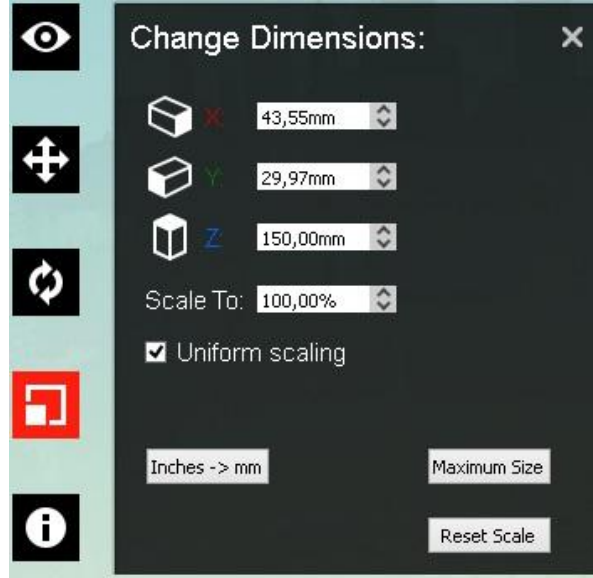 Change Dimensions:
X: 43,55mm
Y: 29,97mm
Z: 150,00mm
Scale To: 100,00%
Uniform scaling
Inches -> mm
Maximum Size
Reset Scale